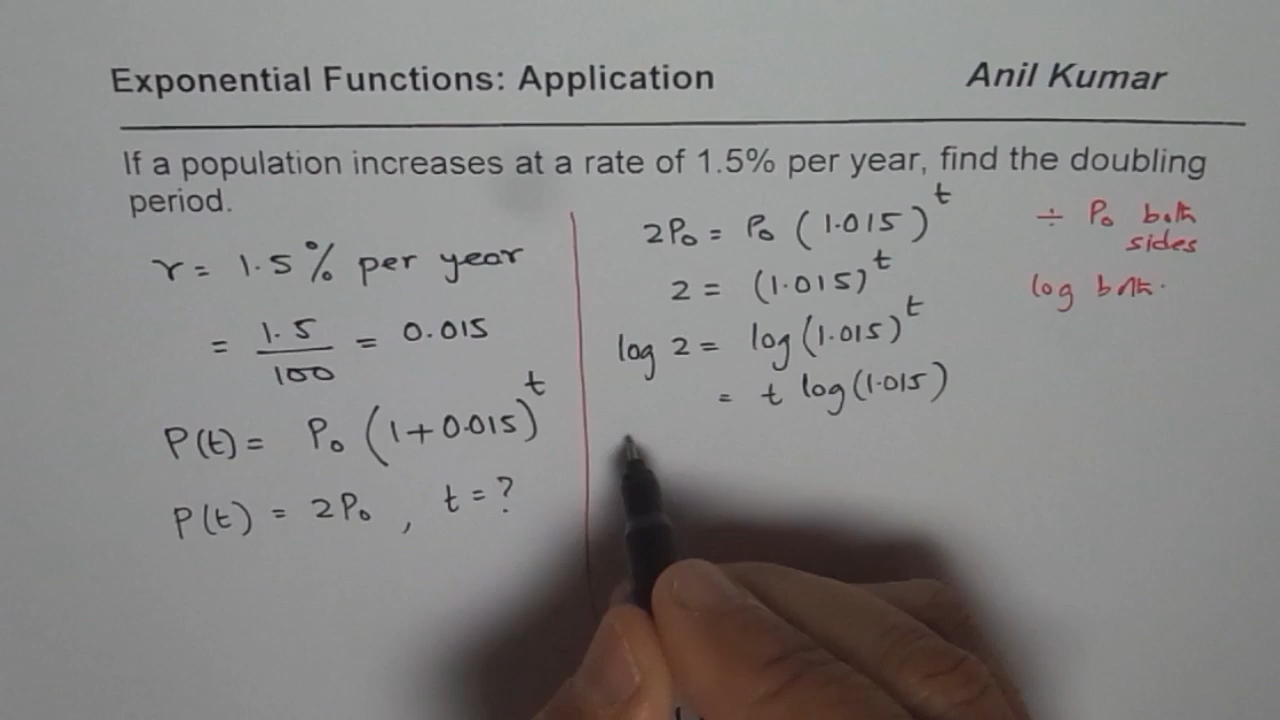 Exponential Functions: Application
Anil Kumar
If a population increases at a rate of 1.5% per year, find the doubling
period.
r = 1.5% per year
= 1.5/100 = 0.015
P(t) = P₀ (1+0.015)ᵗ
P(t) = 2P₀ , t = ?
2P₀ = P₀ (1.015)ᵗ
÷ P₀ both
sides
2 = (1.015)ᵗ
log both.
log 2 = log(1.015)ᵗ
= t log(1.015)